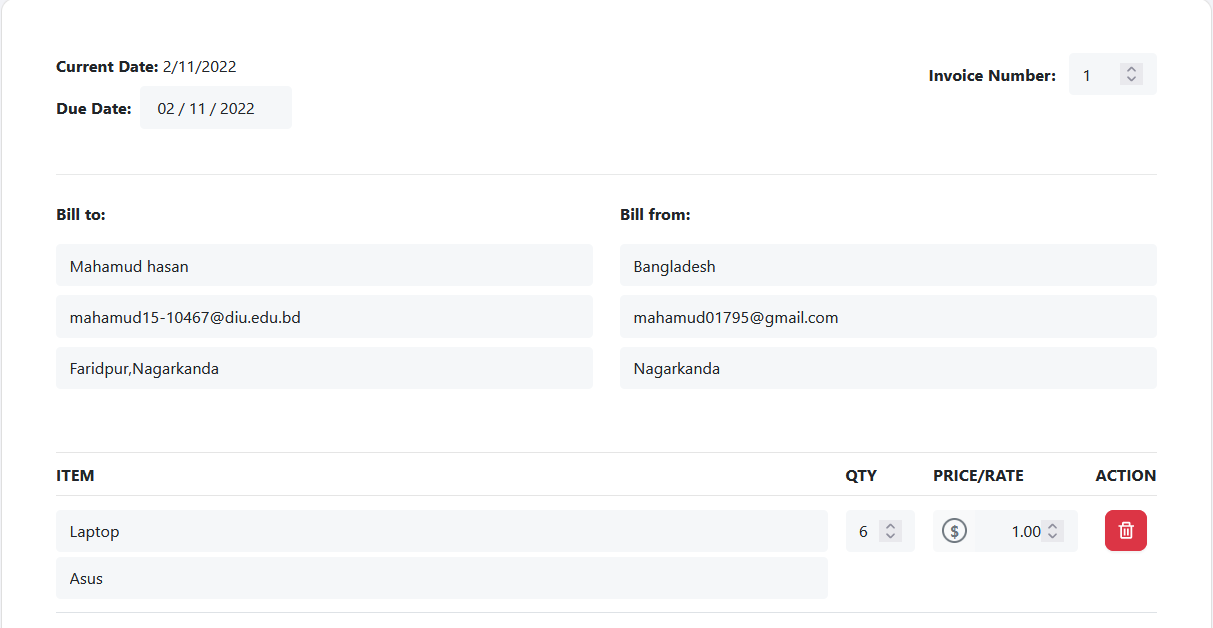 Current Date: 2/11/2022
Invoice Number: 1
Due Date: 02 / 11 / 2022
Bill to:
Mahamud hasan
mahamud15-10467@diu.edu.bd
Faridpur,Nagarkanda
Bill from:
Bangladesh
mahamud01795@gmail.com
Nagarkanda
ITEM QTY PRICE/RATE ACTION
Laptop 6 $ 1.00
Asus